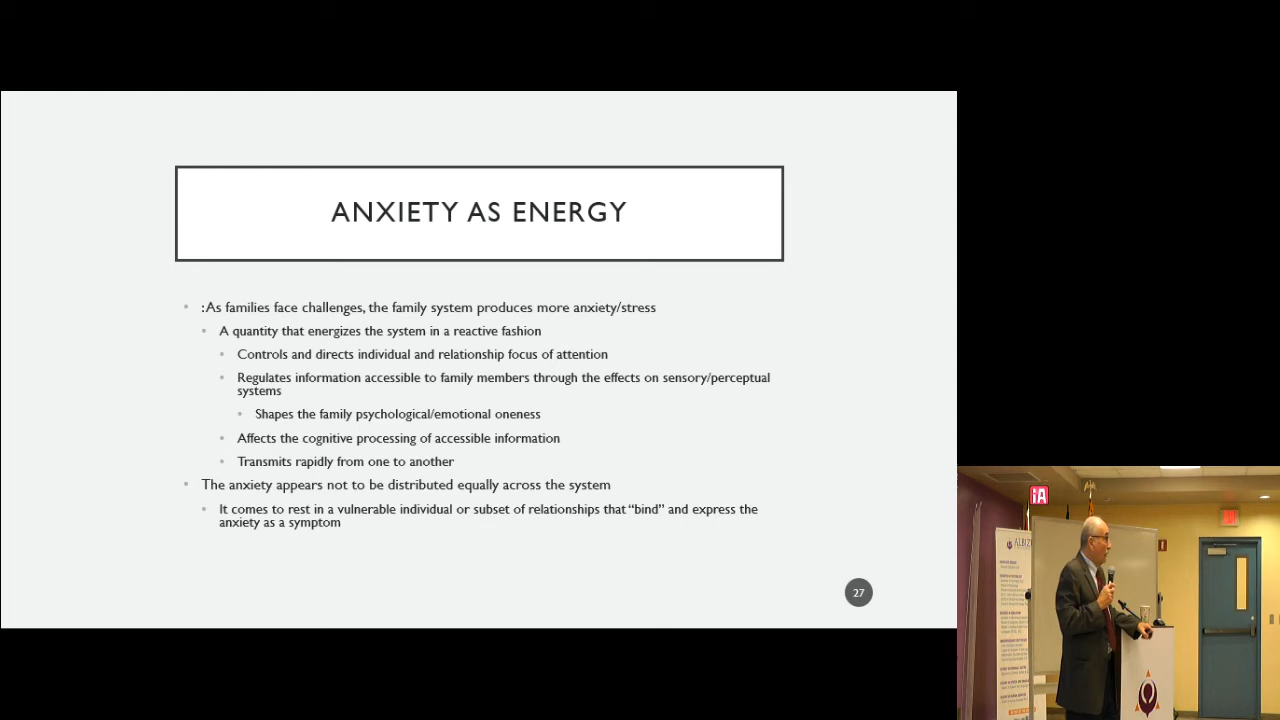 ANXIETY AS ENERGY
:As families face challenges, the family system produces more anxiety/stress
A quantity that energizes the system in a reactive fashion
Controls and directs individual and relationship focus of attention
Regulates information accessible to family members through the effects on sensory/perceptual
systems
Shapes the family psychological/emotional oneness
Affects the cognitive processing of accessible information
Transmits rapidly from one to another
The anxiety appears not to be distributed equally across the system
It comes to rest in a vulnerable individual or subset of relationships that “bind” and express the
anxiety as a symptom
27
iA
ALBIZ